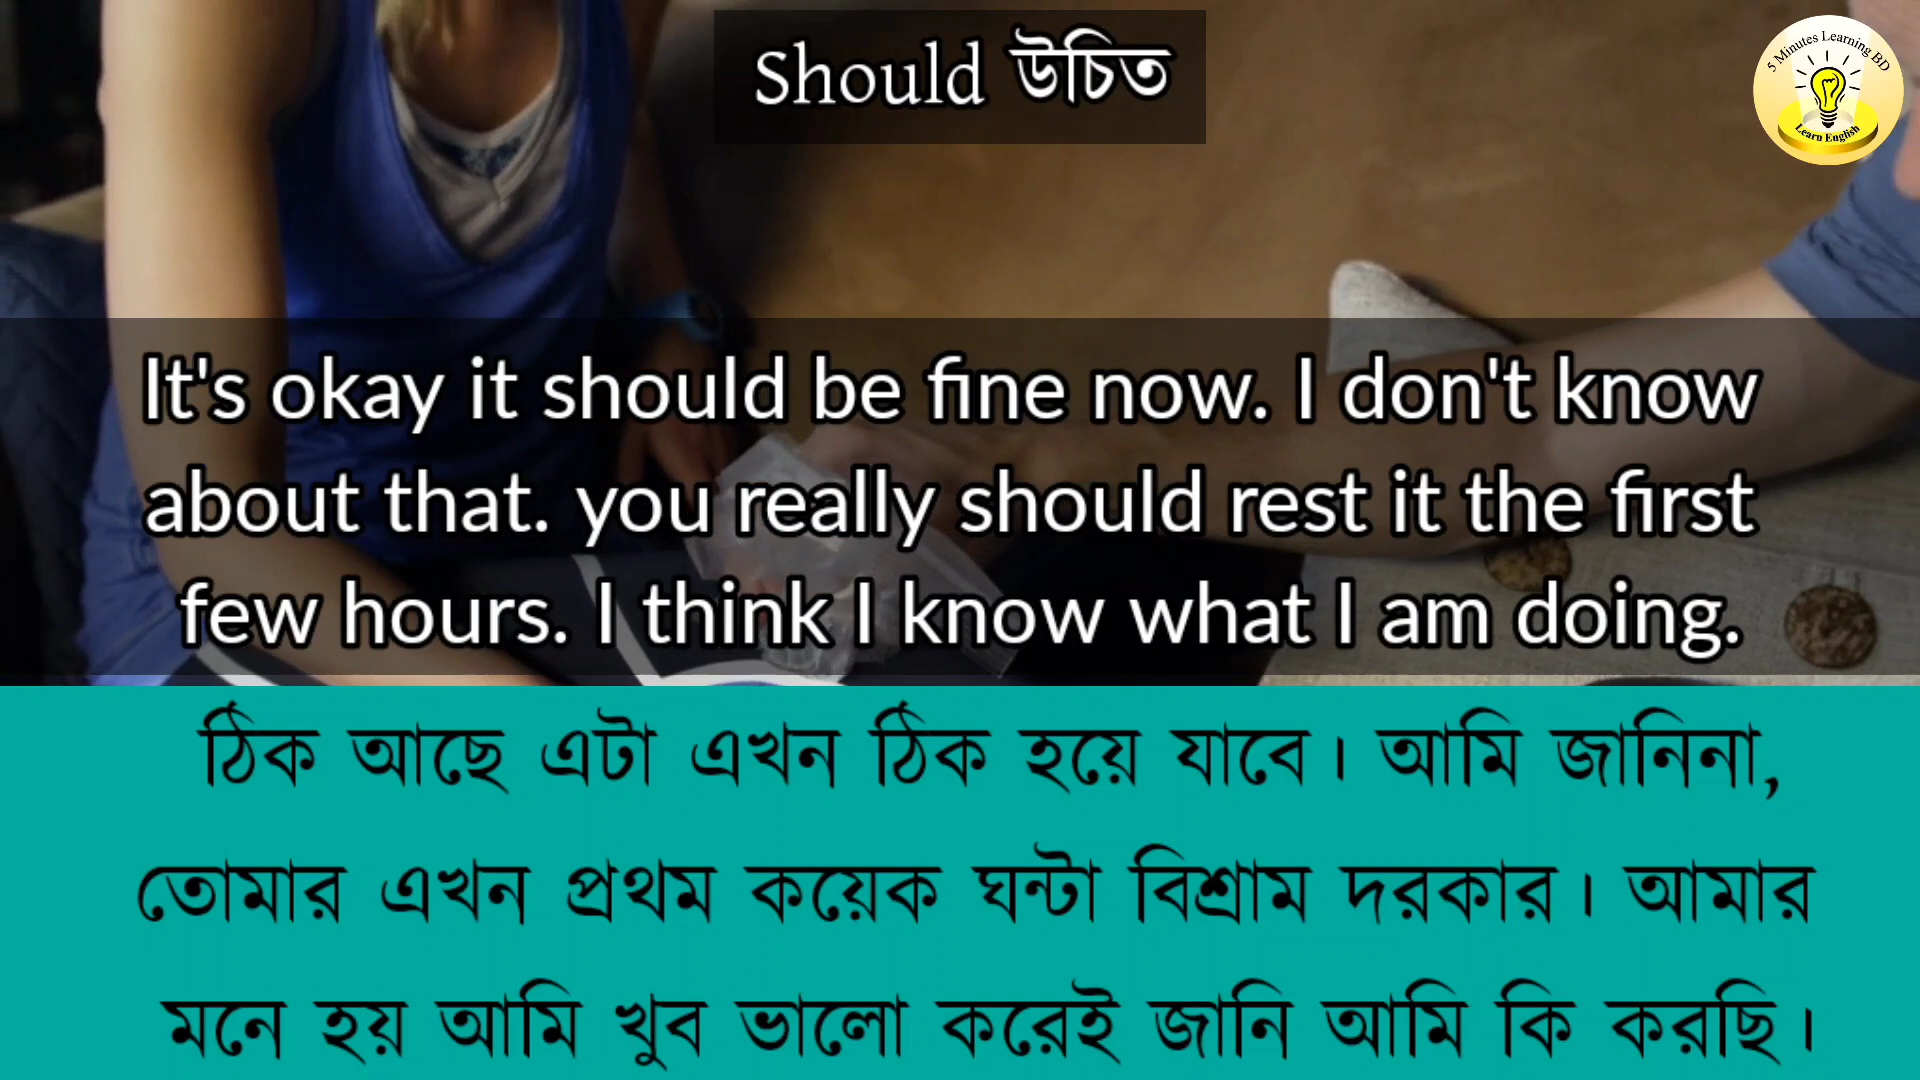 Should উচিত
5 Minutes Learning BD
Learn English
It's okay it should be fine now. I don't know
about that. you really should rest it the first
few hours. I think I know what I am doing.
ঠিক আছে এটা এখন ঠিক হয়ে যাবে। আমি জানিনা,
তোমার এখন প্রথম কয়েক ঘন্টা বিশ্রাম দরকার। আমার
মনে হয় আমি খুব ভালো করেই জানি আমি কি করছি।